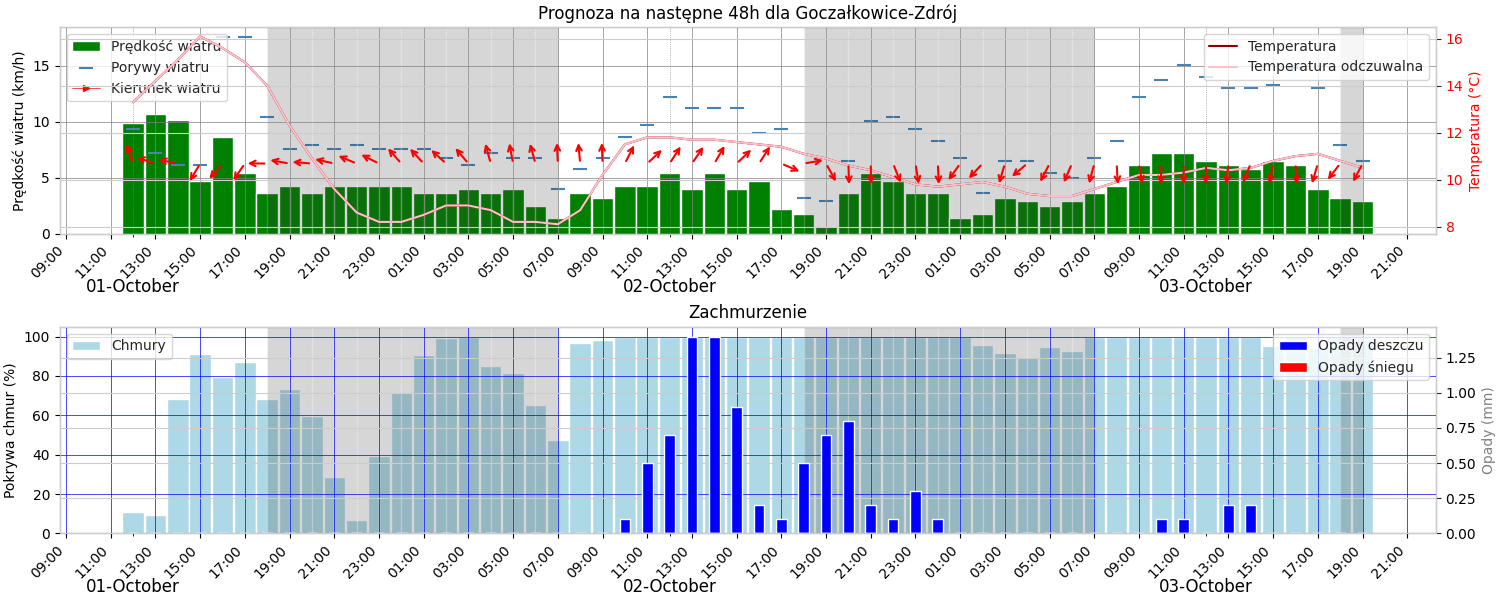 Prognoza na następne 48h dla Goczałkowice-Zdrój
Prędkość wiatru
Porywy wiatru
Kierunek wiatru
Temperatura
Temperatura odczuwalna
Prędkość wiatru (km/h)
15
10
5
0
16
14
12
10
8
Temperatura (°C)
09:00 11:00 13:00 15:00 17:00 19:00 21:00 23:00 01:00 03:00 05:00 07:00 09:00 11:00 13:00 15:00 17:00 19:00 21:00 23:00 01:00 03:00 05:00 07:00 09:00 11:00 13:00 15:00 17:00 19:00 21:00
01-October 02-October 03-October
Zachmurzenie
Chmury
Opady deszczu
Opady śniegu
Pokrywa chmur (%)
100
80
60
40
20
0
1.25
1.00
0.75
0.50
0.25
0.00
Opady (mm)
09:00 11:00 13:00 15:00 17:00 19:00 21:00 23:00 01:00 03:00 05:00 07:00 09:00 11:00 13:00 15:00 17:00 19:00 21:00 23:00 01:00 03:00 05:00 07:00 09:00 11:00 13:00 15:00 17:00 19:00 21:00
01-October 02-October 03-October